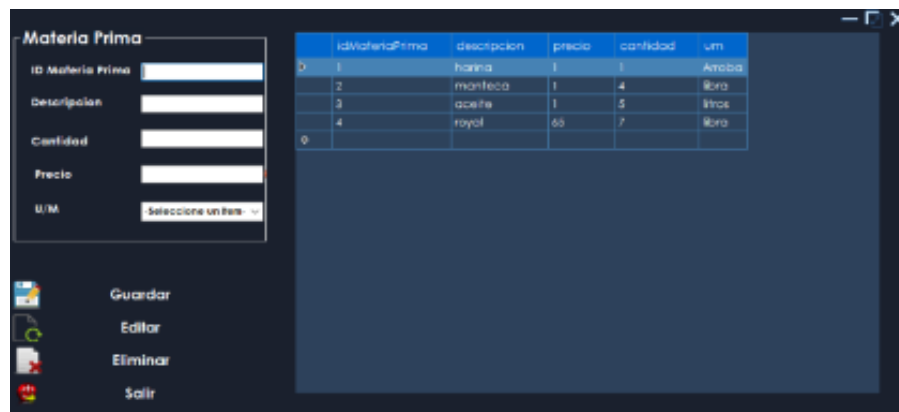 Materia Prima
ID Materia Prima
Descripcion
Cantidad
Precio
U/M
-Seleccione un item-
Guardar
Editar
Eliminar
Salir
idMateriaPrima descripcion precio cantidad um
1 harina 1 1 Arroba
2 manteca 1 4 libra
3 aceite 1 5 litros
4 royal 65 7 libra